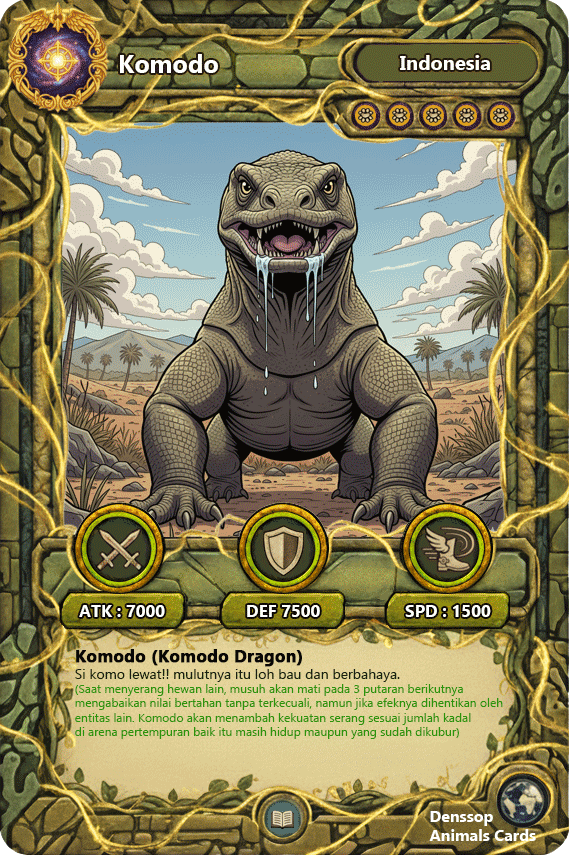 Komodo
Indonesia
ATK : 7000
DEF 7500
SPD : 1500
Komodo (Komodo Dragon)
Si komo lewat!! mulutnya itu loh bau dan berbahaya.
(Saat menyerang hewan lain, musuh akan mati pada 3 putaran berikutnya
mengabaikan nilai bertahan tanpa terkecuali, namun jika efeknya dihentikan oleh
entitas lain. Komodo akan menambah kekuatan serang sesuai jumlah kadal
di arena pertempuran baik itu masih hidup maupun yang sudah dikubur)
Denssop
Animals Cards